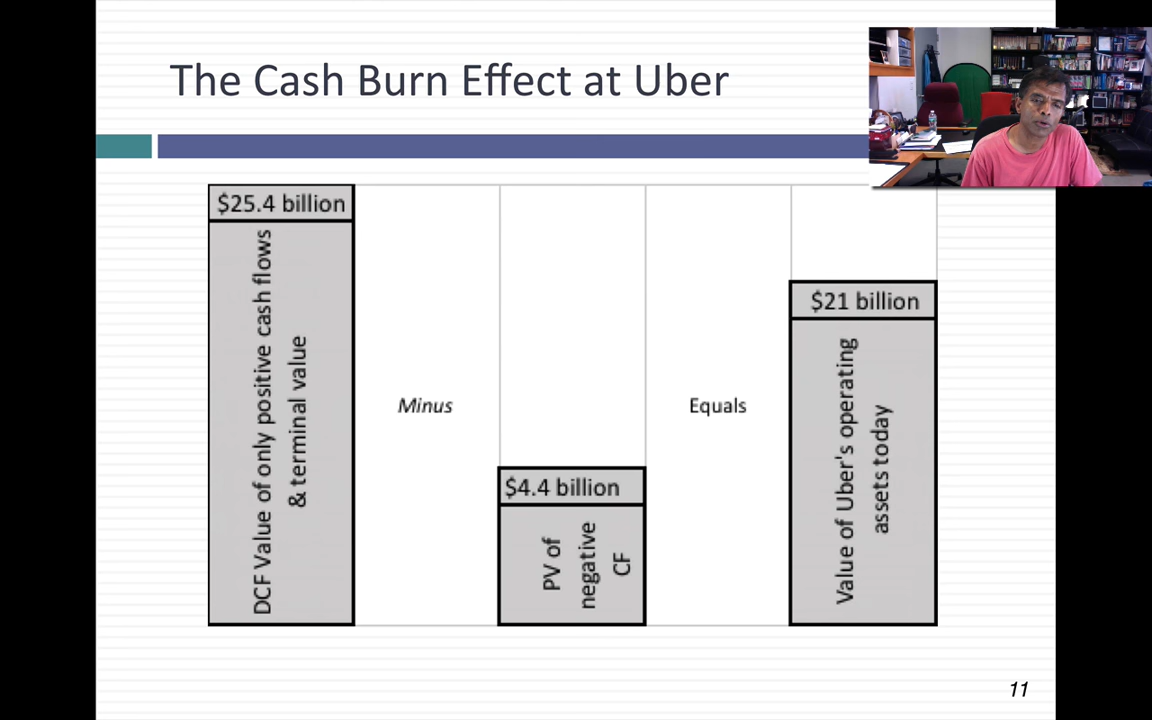 The Cash Burn Effect at Uber
$25.4 billion
DCF Value of only positive cash flows
& terminal value
Minus
$4.4 billion
PV of
negative
CF
Equals
$21 billion
Value of Uber's operating
assets today
11